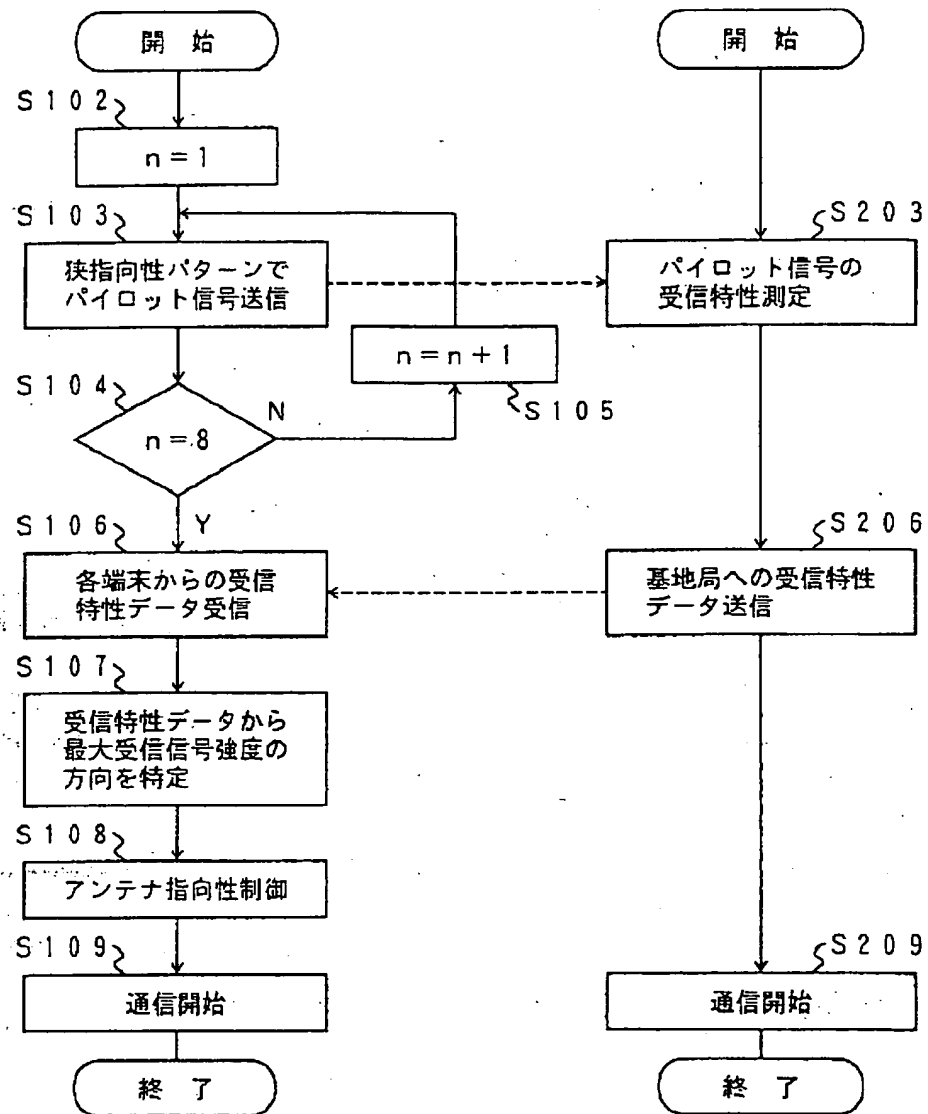 開 始
S102
n=1
S103
狭指向性パターンで
パイロット信号送信
n=n+1
S105
S104
n=8
N
Y
S106
各端末からの受信
特性データ受信
S107
受信特性データから
最大受信信号強度の
方向を特定
S108
アンテナ指向性制御
S109
通信開始
終 了
開 始
S203
パイロット信号の
受信特性測定
S206
基地局への受信特性
データ送信
S209
通信開始
終 了